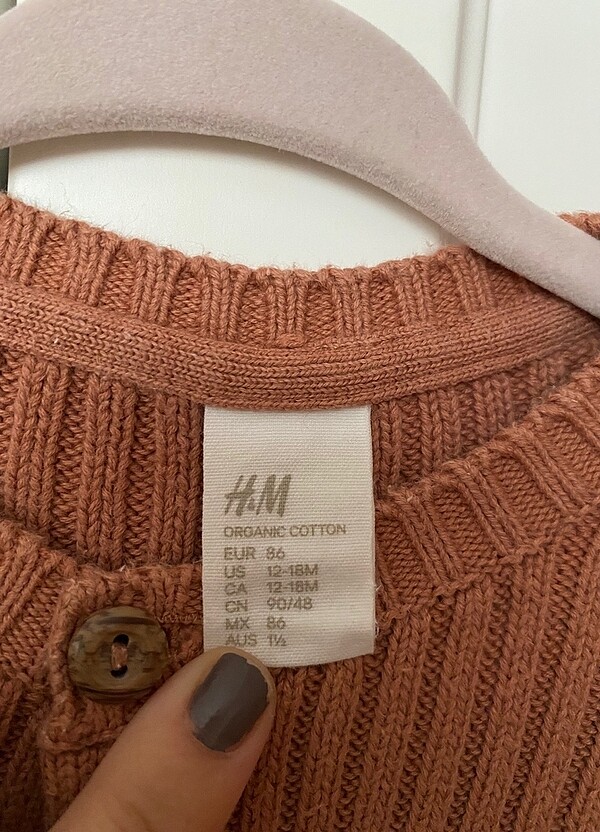 H&M
ORGANIC COTTON
EUR 86
US 12-18M
CA 12-18M
CN 90/48
MX 86
AUS 1½